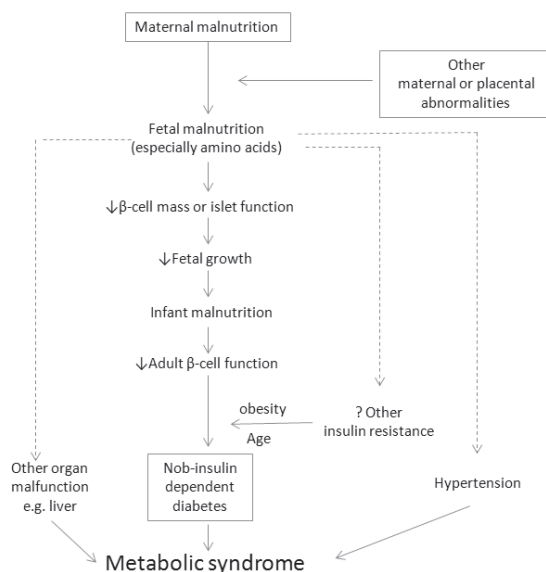 Maternal malnutrition
Other
maternal or placental
abnormalities
Fetal malnutrition
(especially amino acids)
↓β-cell mass or islet function
↓Fetal growth
Infant malnutrition
↓Adult β-cell function
obesity
Age
? Other
insulin resistance
Other organ
malfunction
e.g. liver
Nob-insulin
dependent
diabetes
Hypertension
Metabolic syndrome